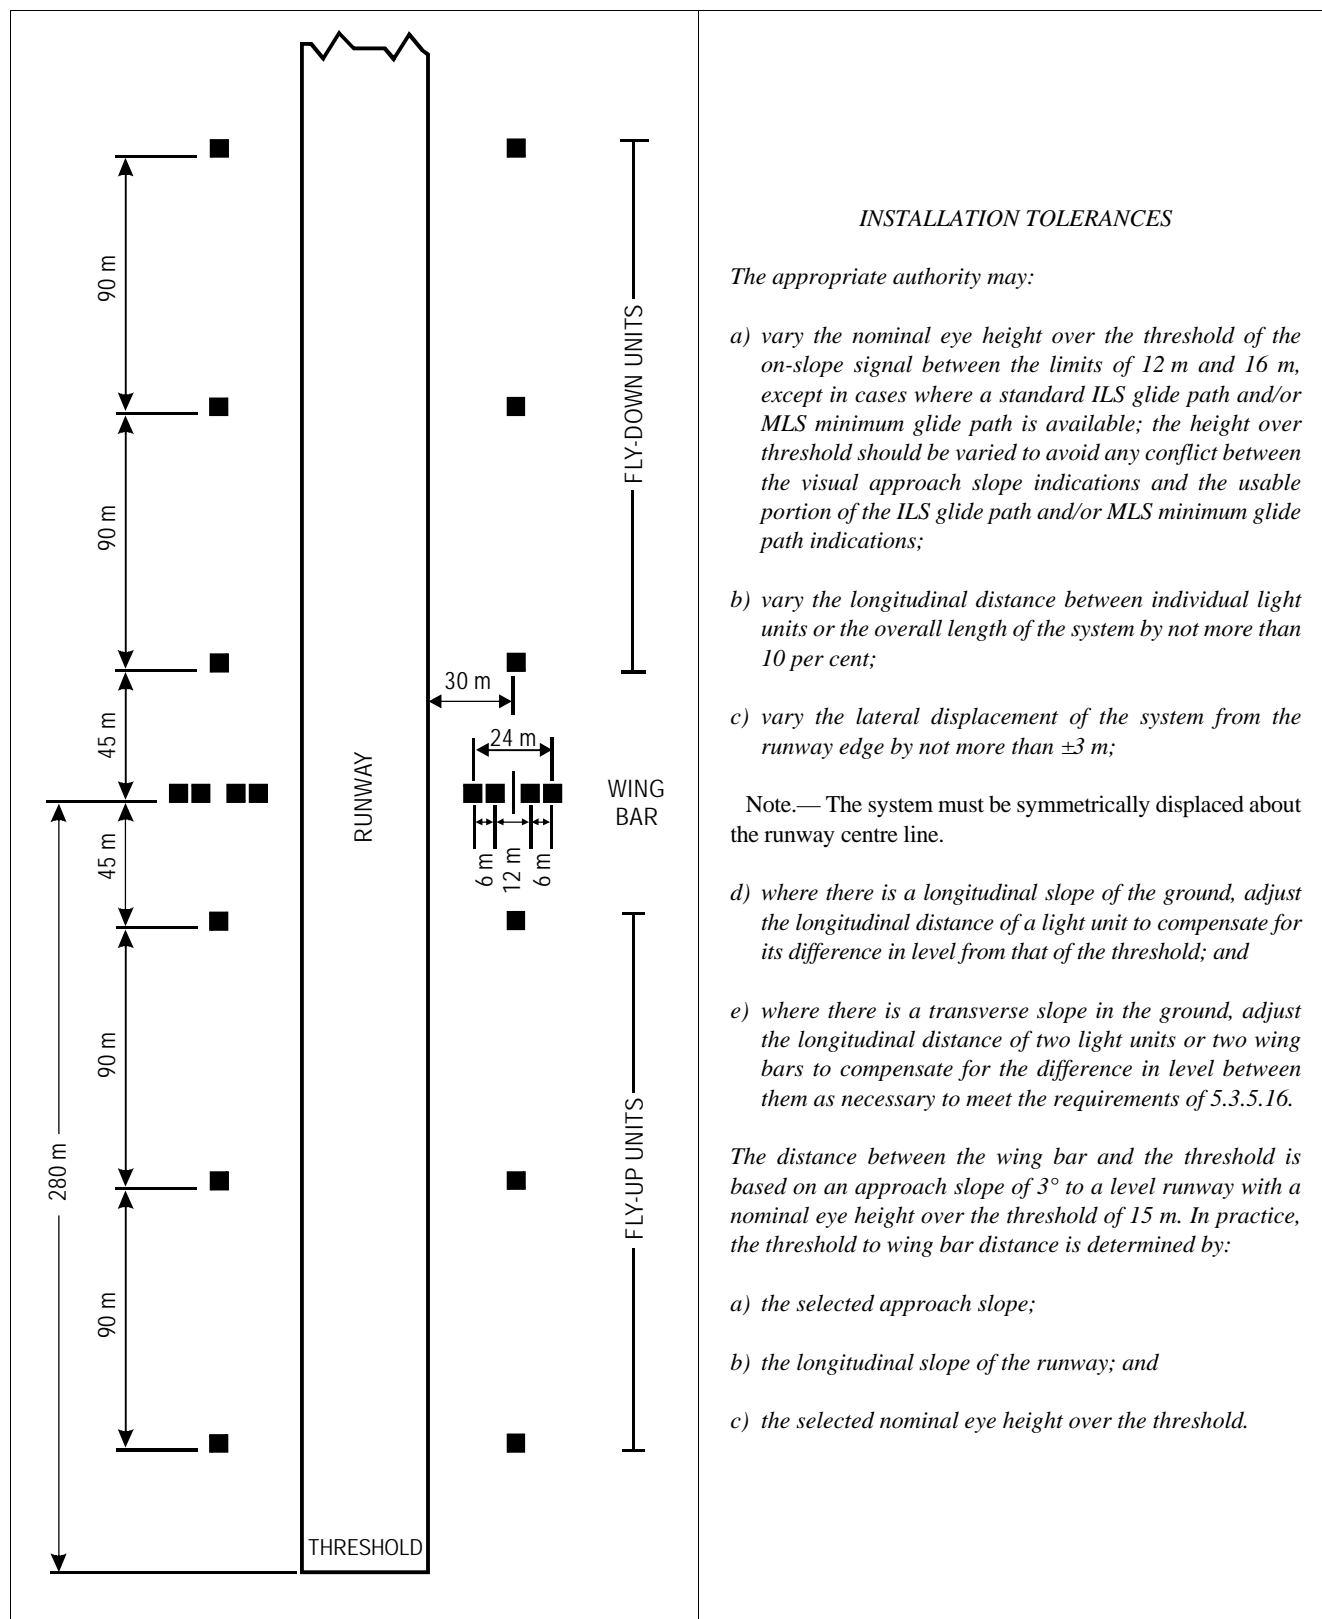 90 m
90 m
45 m
45 m
90 m
90 m
280 m
RUNWAY
THRESHOLD
30 m
24 m
6 m
12 m
6 m
FLY-DOWN UNITS
WING
BAR
FLY-UP UNITS
INSTALLATION TOLERANCES
The appropriate authority may:
a) vary the nominal eye height over the threshold of the
on-slope signal between the limits of 12 m and 16 m,
except in cases where a standard ILS glide path and/or
MLS minimum glide path is available; the height over
threshold should be varied to avoid any conflict between
the visual approach slope indications and the usable
portion of the ILS glide path and/or MLS minimum glide
path indications;
b) vary the longitudinal distance between individual light
units or the overall length of the system by not more than
10 per cent;
c) vary the lateral displacement of the system from the
runway edge by not more than ±3 m;
Note.— The system must be symmetrically displaced about
the runway centre line.
d) where there is a longitudinal slope of the ground, adjust
the longitudinal distance of a light unit to compensate for
its difference in level from that of the threshold; and
e) where there is a transverse slope in the ground, adjust
the longitudinal distance of two light units or two wing
bars to compensate for the difference in level between
them as necessary to meet the requirements of 5.3.5.16.
The distance between the wing bar and the threshold is
based on an approach slope of 3° to a level runway with a
nominal eye height over the threshold of 15 m. In practice,
the threshold to wing bar distance is determined by:
a) the selected approach slope;
b) the longitudinal slope of the runway; and
c) the selected nominal eye height over the threshold.